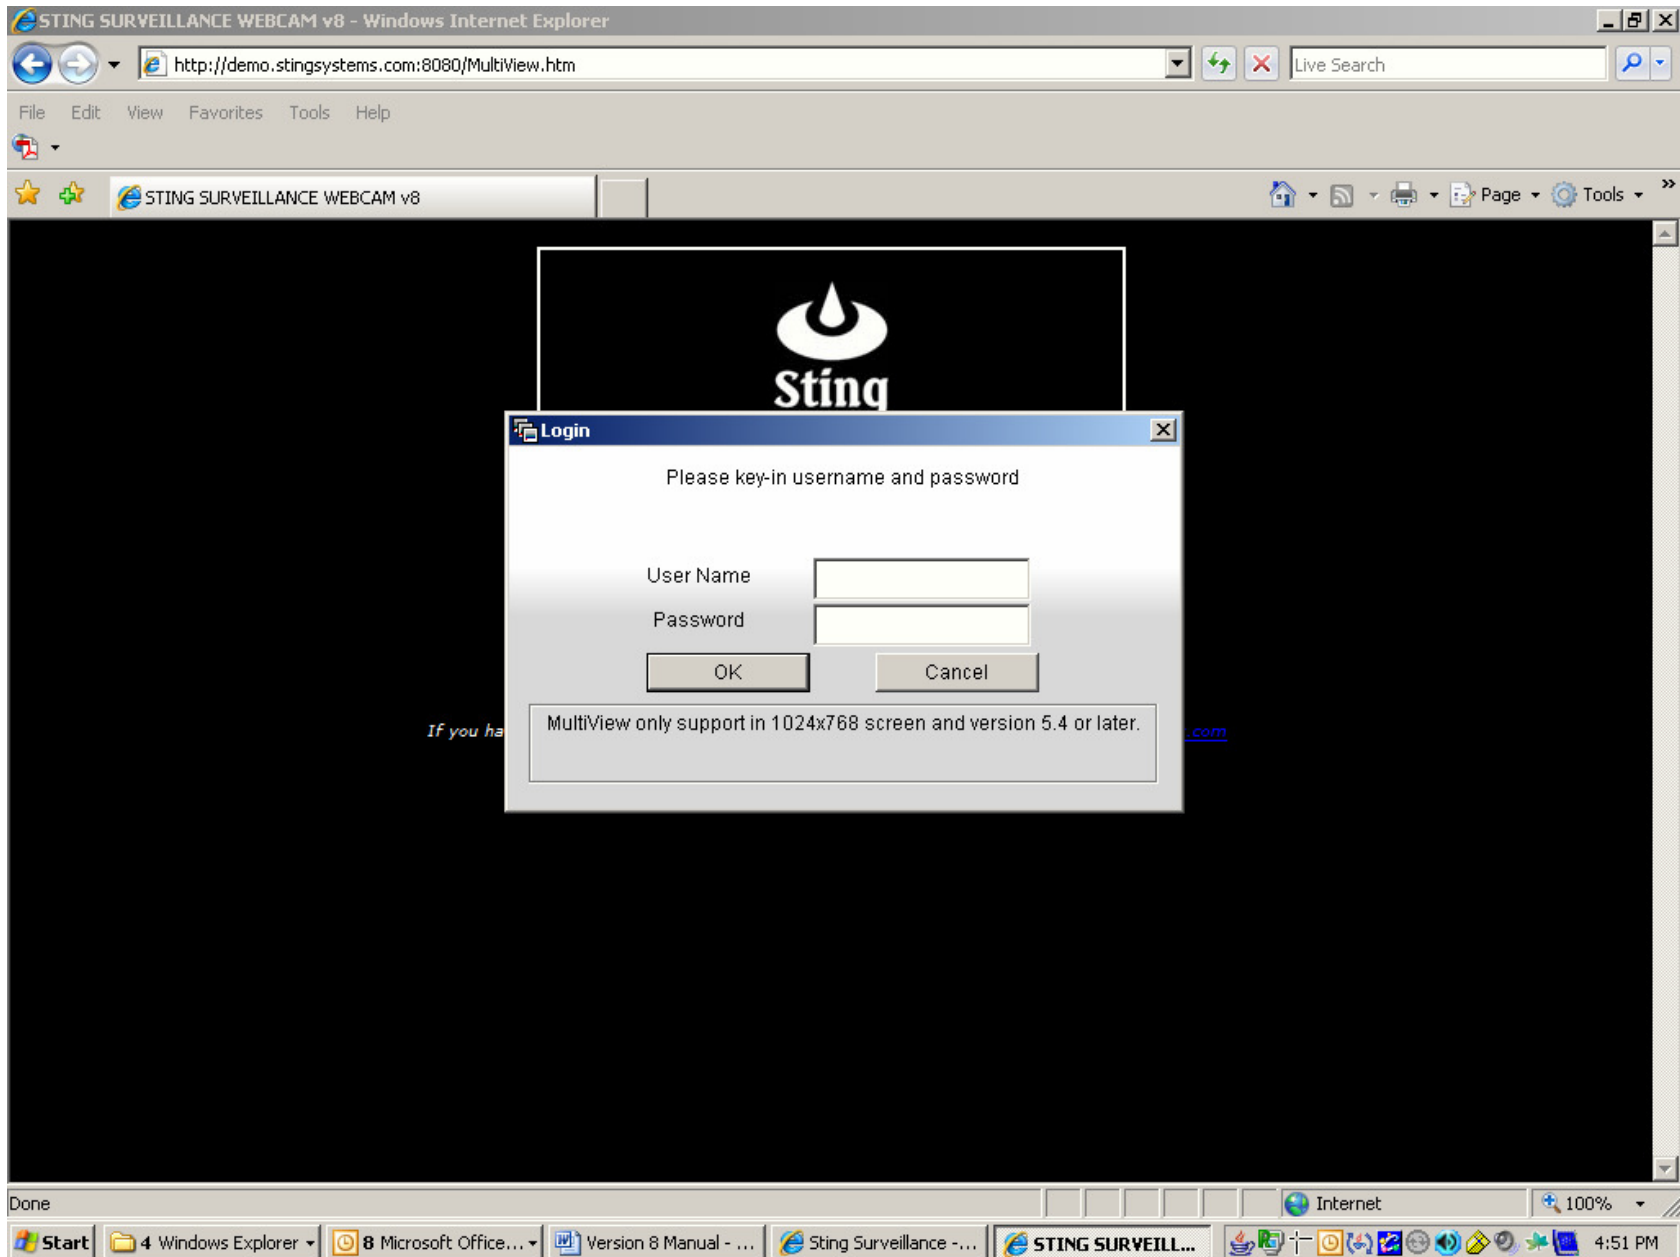 STING SURVEILLANCE WEBCAM v8 - Windows Internet Explorer
http://demo.stingsystems.com:8080/MultiView.htm
Live Search
File Edit View Favorites Tools Help
STING SURVEILLANCE WEBCAM v8
Page Tools »
Sting
Login
Please key-in username and password
User Name
Password
OK Cancel
MultiView only support in 1024x768 screen and version 5.4 or later.
If you ha
.com
Done
Internet
100%
Start
4 Windows Explorer
8 Microsoft Office...
Version 8 Manual - ...
Sting Surveillance -...
STING SURVEILL...
4:51 PM